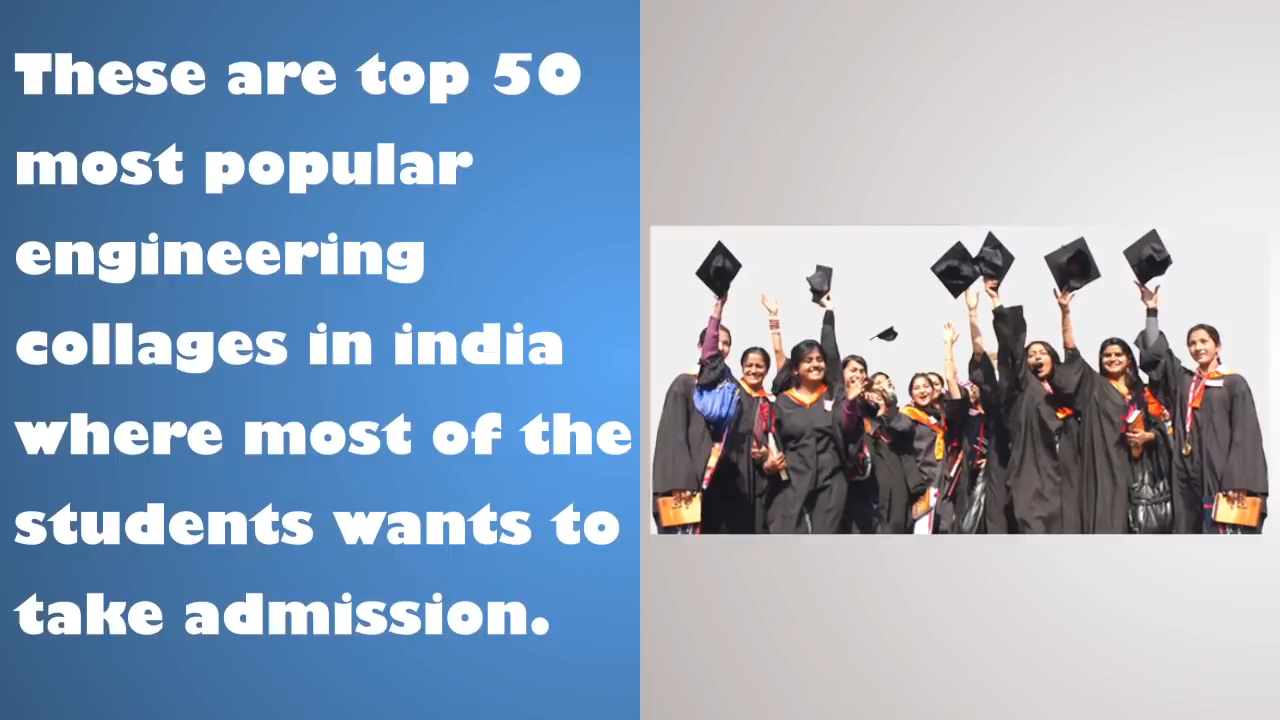 These are top 50
most popular
engineering
collages in india
where most of the
students wants to
take admission.